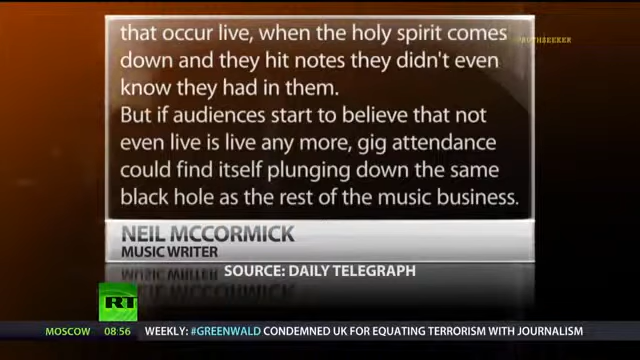 TRUTHSEEKER
that occur live, when the holy spirit comes
down and they hit notes they didn't even
know they had in them.
But if audiences start to believe that not
even live is live any more, gig attendance
could find itself plunging down the same
black hole as the rest of the music business.
NEIL MCCORMICK
MUSIC WRITER
SOURCE: DAILY TELEGRAPH
RT
MOSCOW 08:56 WEEKLY: #GREENWALD CONDEMNED UK FOR EQUATING TERRORISM WITH JOURNALISM